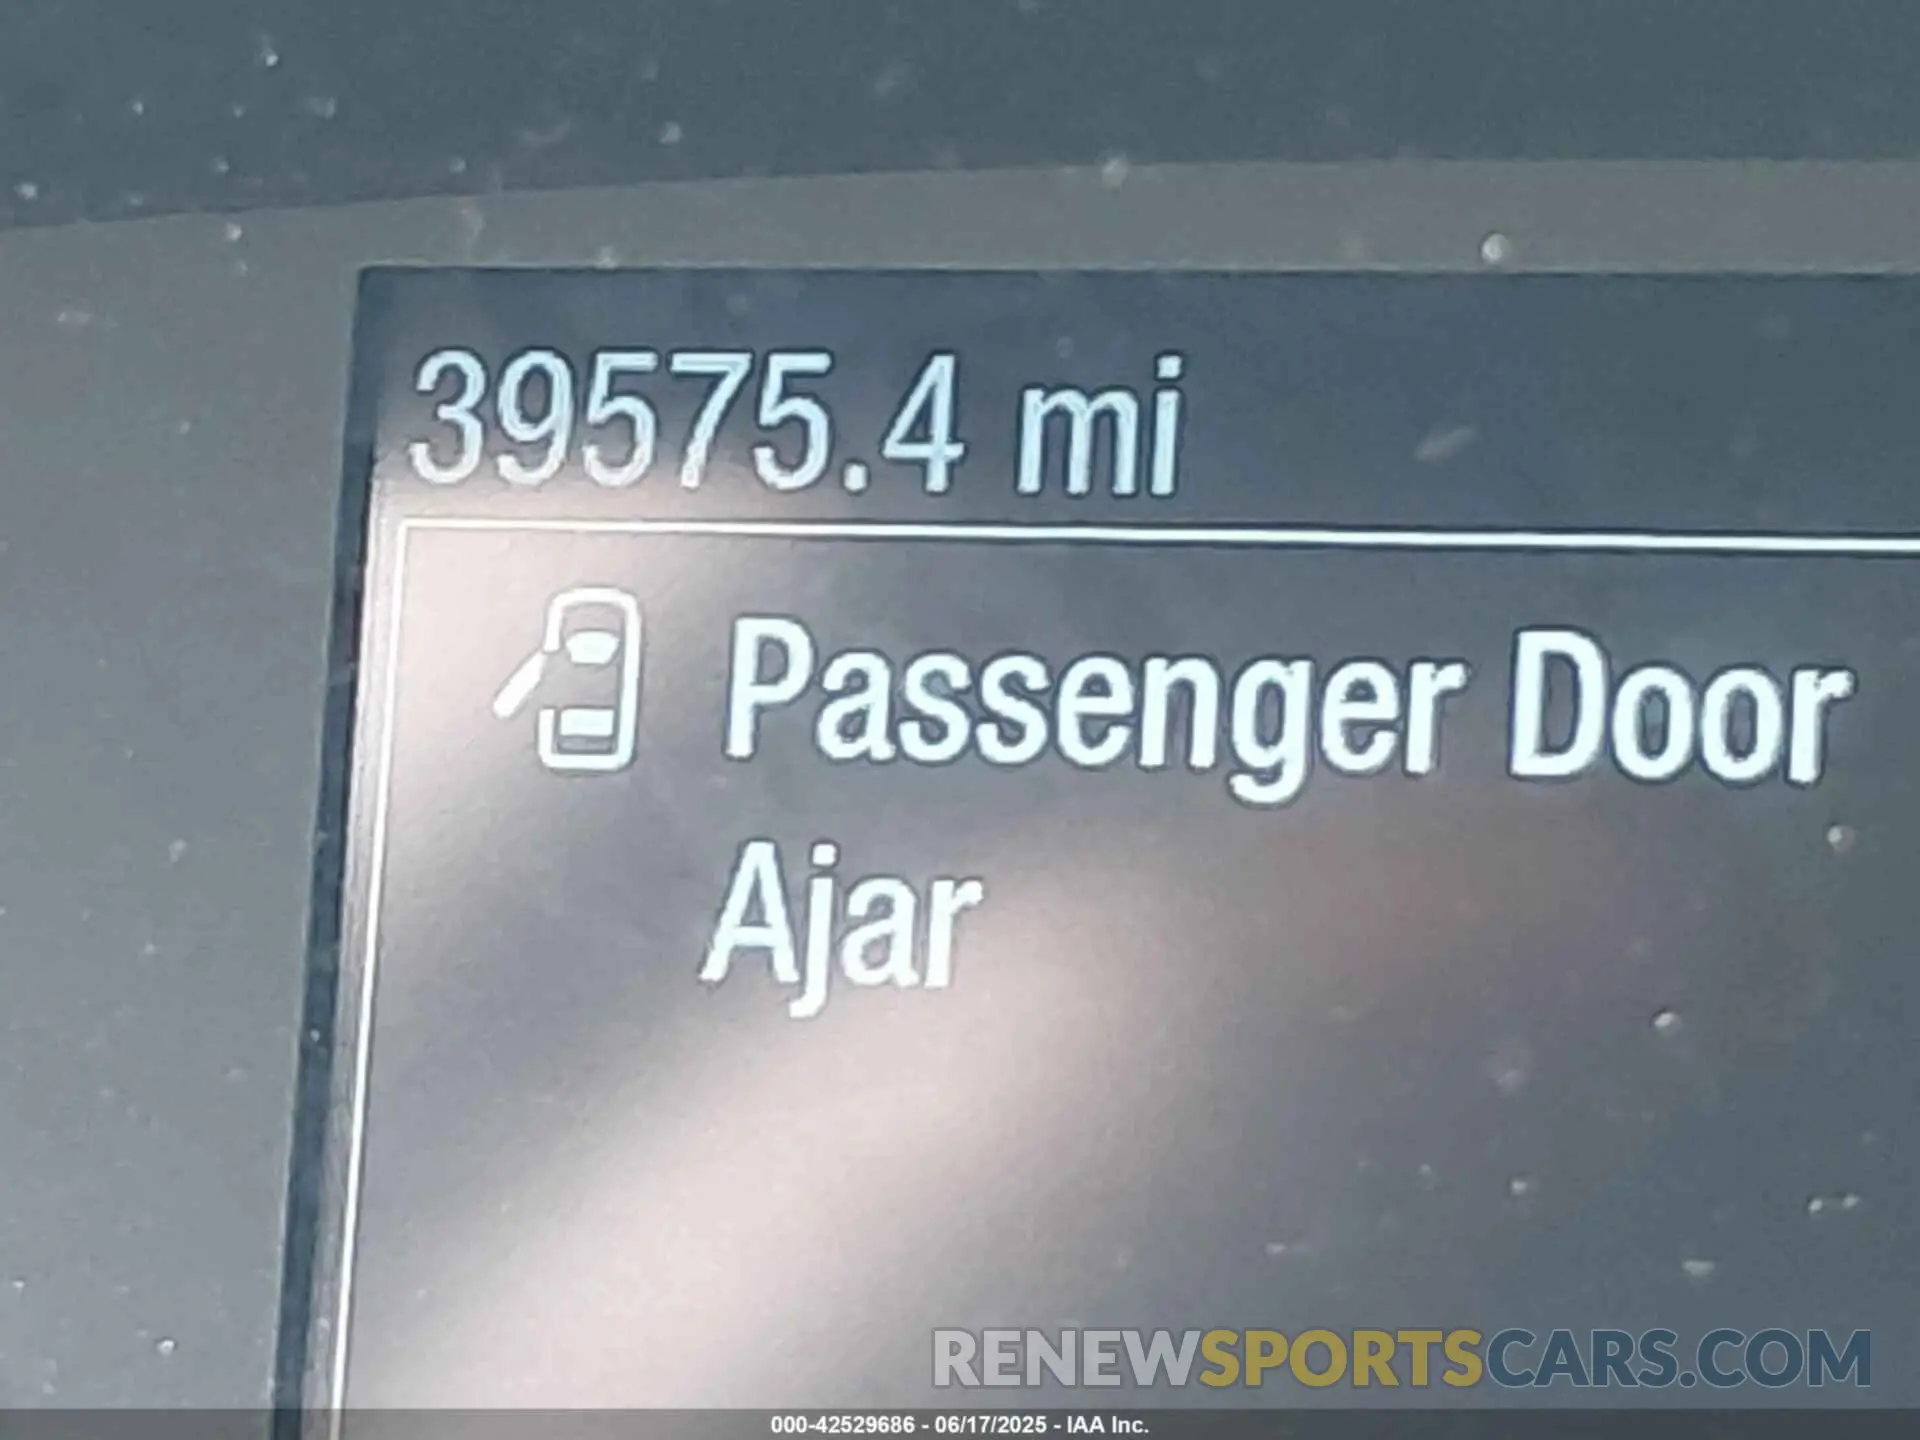 39575.4 mi
Passenger Door
Ajar
RENEWSPORTSCARS.COM
000-42529686 - 06/17/2025 - IAA Inc.